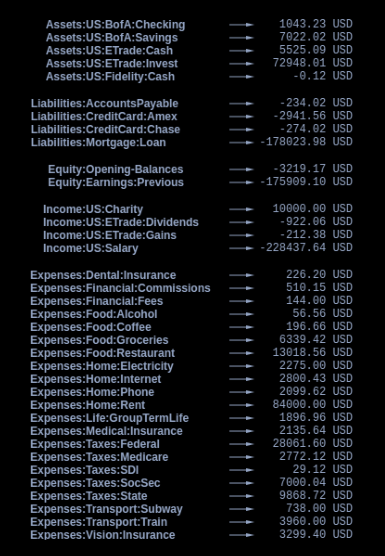 Assets:US:BofA:Checking 1043.23 USD
Assets:US:BofA:Savings 7022.02 USD
Assets:US:ETrade:Cash 5525.09 USD
Assets:US:ETrade:Invest 72948.01 USD
Assets:US:Fidelity:Cash -0.12 USD
Liabilities:AccountsPayable -234.02 USD
Liabilities:CreditCard:Amex -2941.56 USD
Liabilities:CreditCard:Chase -274.02 USD
Liabilities:Mortgage:Loan -178023.98 USD
Equity:Opening-Balances -3219.17 USD
Equity:Earnings:Previous -175909.10 USD
Income:US:Charity 10000.00 USD
Income:US:ETrade:Dividends -922.06 USD
Income:US:ETrade:Gains -212.38 USD
Income:US:Salary -228437.64 USD
Expenses:Dental:Insurance 226.20 USD
Expenses:Financial:Commissions 510.15 USD
Expenses:Financial:Fees 144.00 USD
Expenses:Food:Alcohol 56.56 USD
Expenses:Food:Coffee 196.66 USD
Expenses:Food:Groceries 6339.42 USD
Expenses:Food:Restaurant 13018.56 USD
Expenses:Home:Electricity 2275.00 USD
Expenses:Home:Internet 2800.43 USD
Expenses:Home:Phone 2099.62 USD
Expenses:Home:Rent 84000.00 USD
Expenses:Life:GroupTermLife 1896.96 USD
Expenses:Medical:Insurance 2135.64 USD
Expenses:Taxes:Federal 28061.60 USD
Expenses:Taxes:Medicare 2772.12 USD
Expenses:Taxes:SDI 29.12 USD
Expenses:Taxes:SocSec 7000.04 USD
Expenses:Taxes:State 9868.72 USD
Expenses:Transport:Subway 738.00 USD
Expenses:Transport:Train 3960.00 USD
Expenses:Vision:Insurance 3299.40 USD